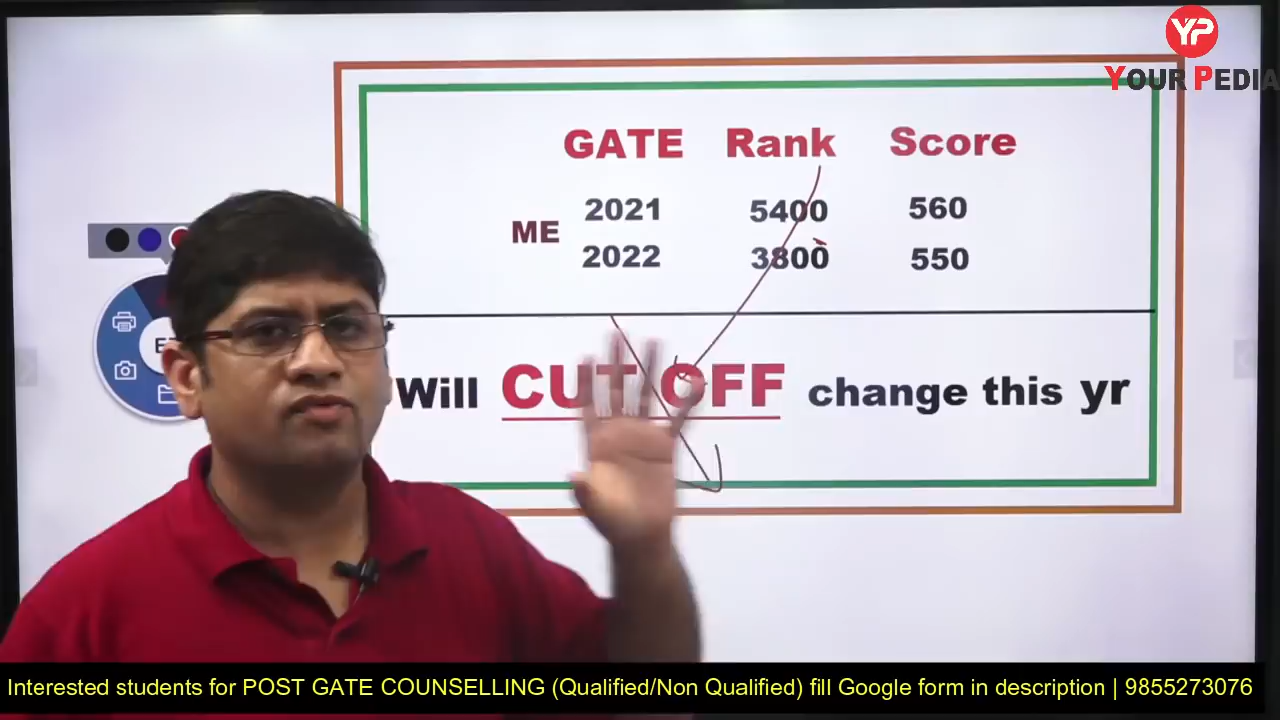 YP
YOUR PEDIA
GATE Rank Score
2021 5400 560
ME
2022 3800 550
Will CUT OFF change this yr
Interested students for POST GATE COUNSELLING (Qualified/Non Qualified) fill Google form in description | 9855273076